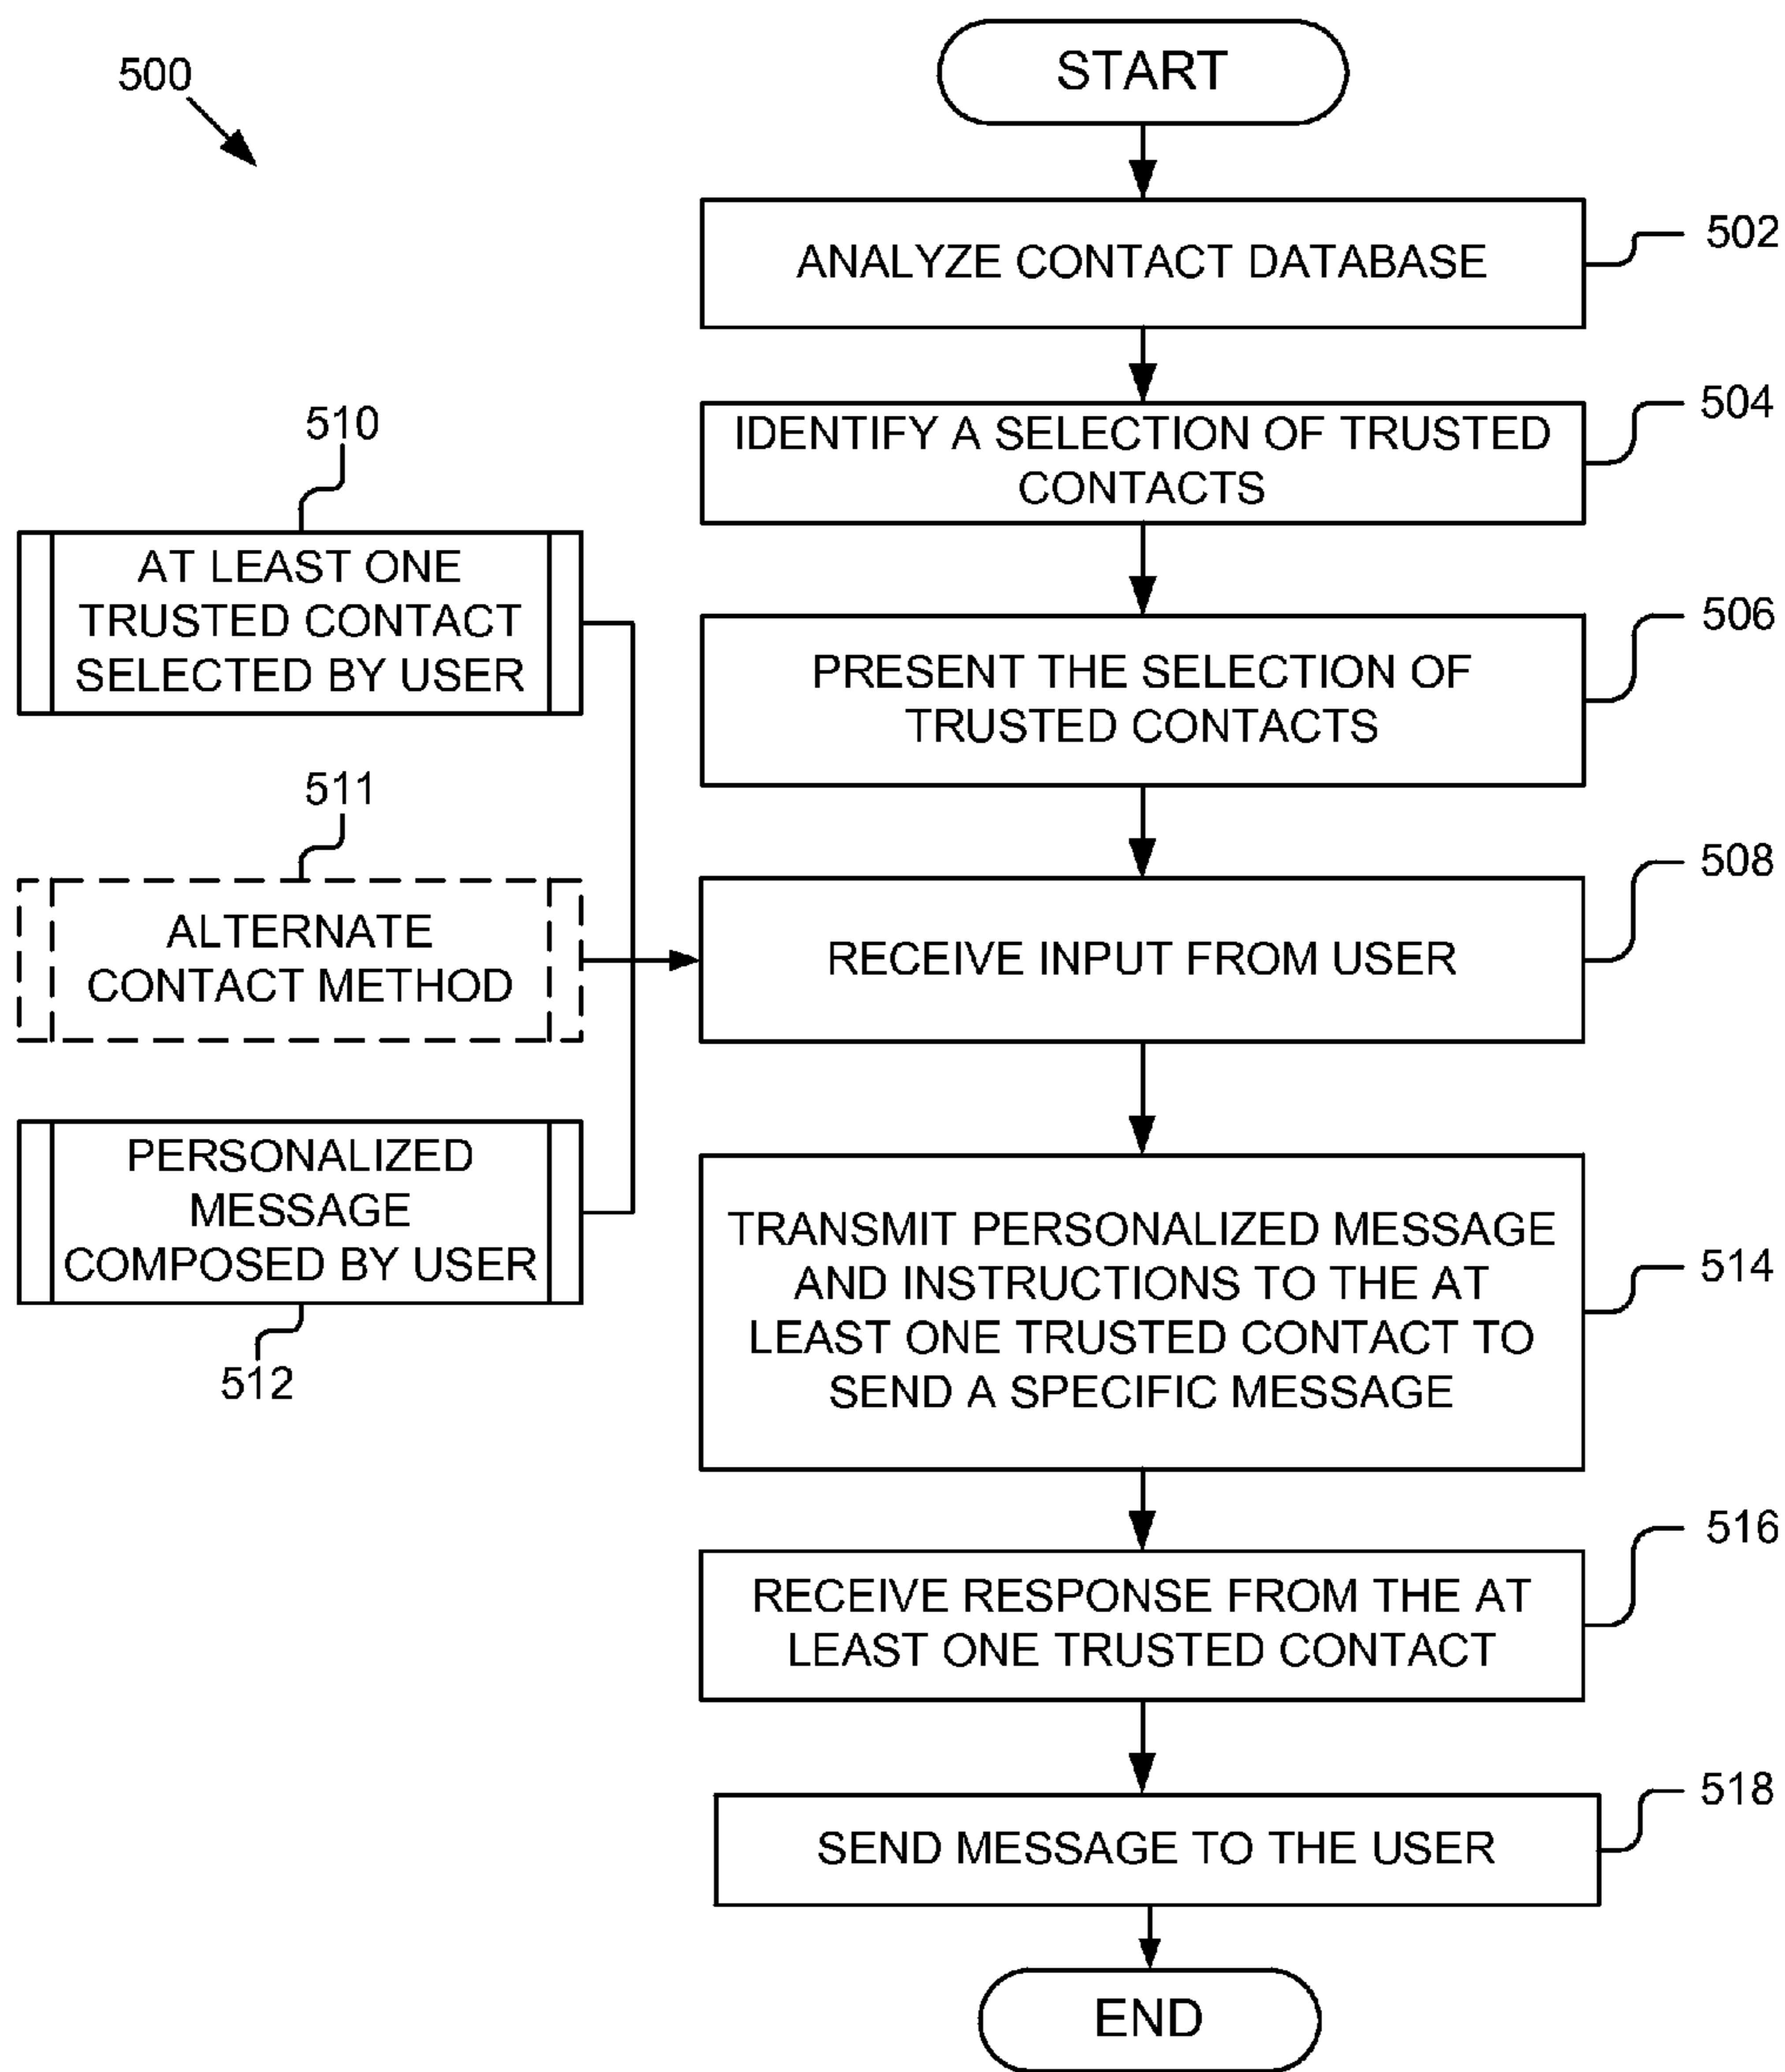 500
START
ANALYZE CONTACT DATABASE
502
IDENTIFY A SELECTION OF TRUSTED
CONTACTS
504
PRESENT THE SELECTION OF
TRUSTED CONTACTS
506
510
AT LEAST ONE
TRUSTED CONTACT
SELECTED BY USER
511
ALTERNATE
CONTACT METHOD
RECEIVE INPUT FROM USER
508
PERSONALIZED
MESSAGE
COMPOSED BY USER
512
TRANSMIT PERSONALIZED MESSAGE
AND INSTRUCTIONS TO THE AT
LEAST ONE TRUSTED CONTACT TO
SEND A SPECIFIC MESSAGE
514
RECEIVE RESPONSE FROM THE AT
LEAST ONE TRUSTED CONTACT
516
SEND MESSAGE TO THE USER
518
END